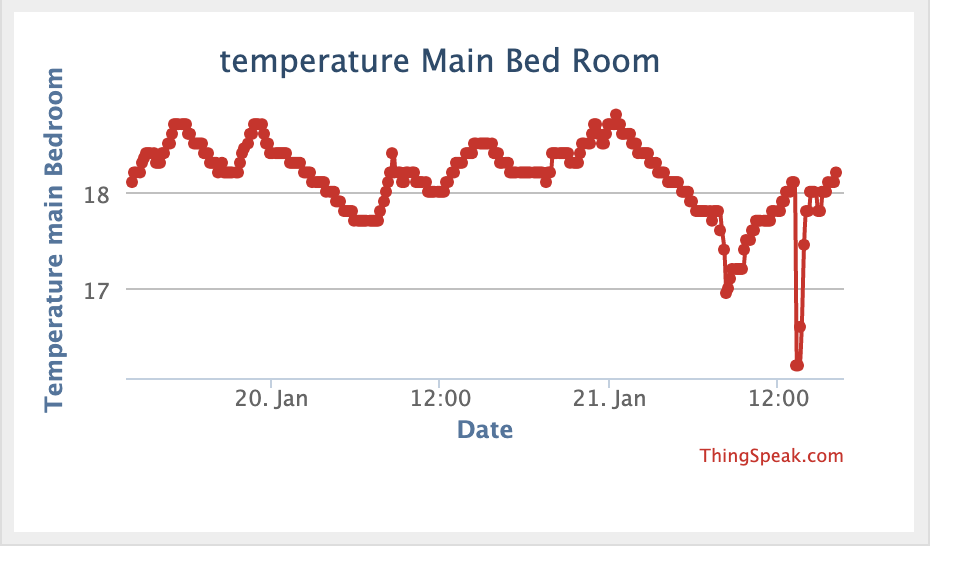 temperature Main Bed Room
Temperature main Bedroom
18
17
20. Jan
12:00
21. Jan
12:00
Date
ThingSpeak.com